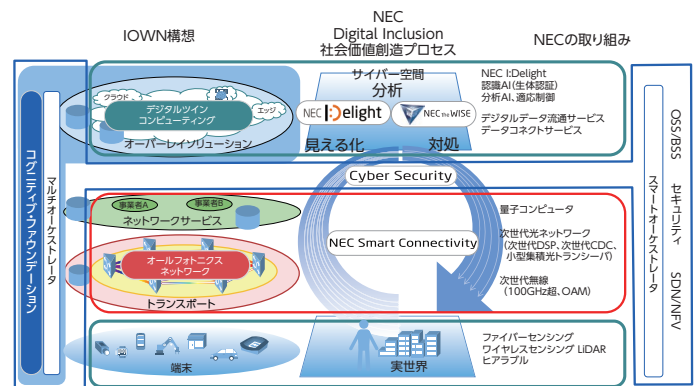 IOWN構想
NEC
Digital Inclusion
社会価値創造プロセス
NECの取り組み
コグニティブ・ファウンデーション
マルチオーケストレータ
クラウド
デジタルツイン
コンピューティング
エッジ
オーバーレイソリューション
サイバー空間
分析
NEC I:Delight
NEC the WISE
見える化
対処
NEC I:Delight
認識AI(生体認証)
分析AI、適応制御
デジタルデータ流通サービス
データコネクトサービス
Cyber Security
事業者A
事業者B
ネットワークサービス
オールフォトニクス
ネットワーク
トランスポート
NEC Smart Connectivity
量子コンピュータ
次世代光ネットワーク
(次世代DSP、次世代CDC、
小型集積光トランシーバ)
次世代無線
(100GHz超、OAM)
端末
実世界
ファイバーセンシング
ワイヤレスセンシング LiDAR
ヒアラブル
スマートオーケストレータ
OSS/BSS
セキュリティ
SDN/NFV